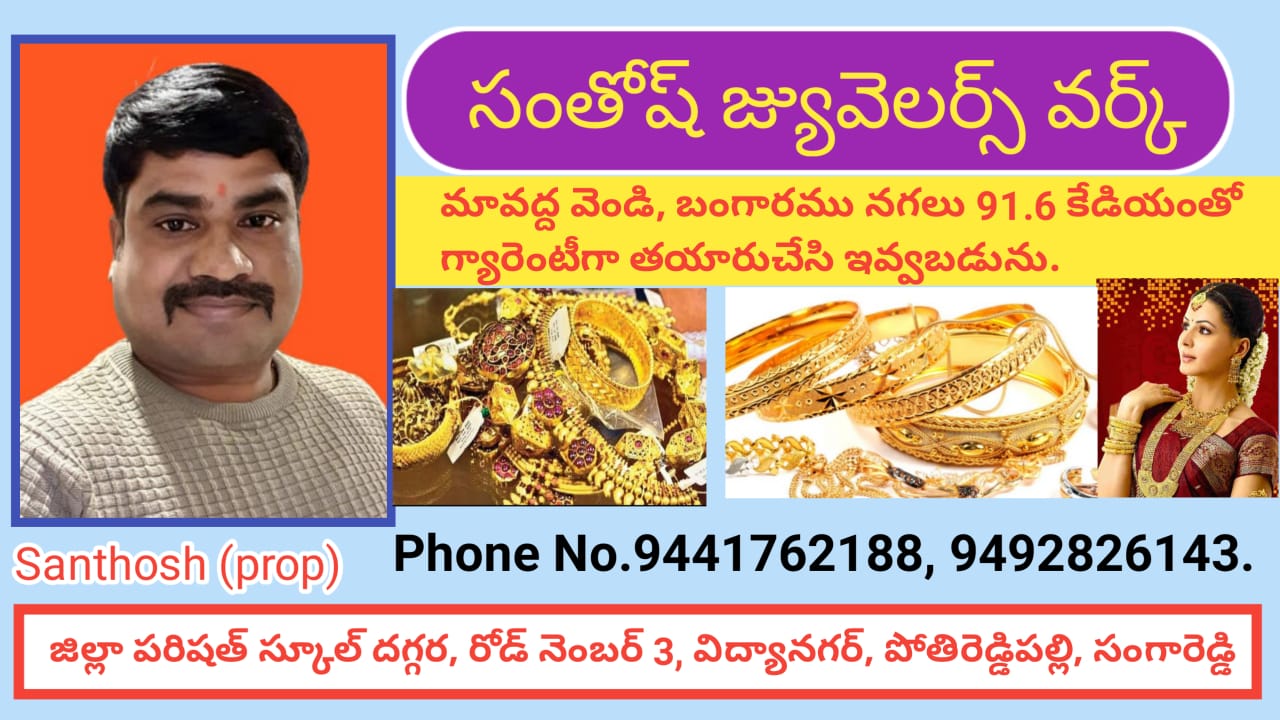 సంతోష్ జ్యువెలర్స్ వర్క్
మావద్ద వెండి, బంగారము నగలు 91.6 కేడియంతో
గ్యారెంటీగా తయారుచేసి ఇవ్వబడును.
Santhosh (prop)
Phone No.9441762188, 9492826143.
జిల్లా పరిషత్ స్కూల్ దగ్గర, రోడ్ నెంబర్ 3, విద్యానగర్, పోతిరెడ్డిపల్లి, సంగారెడ్డి